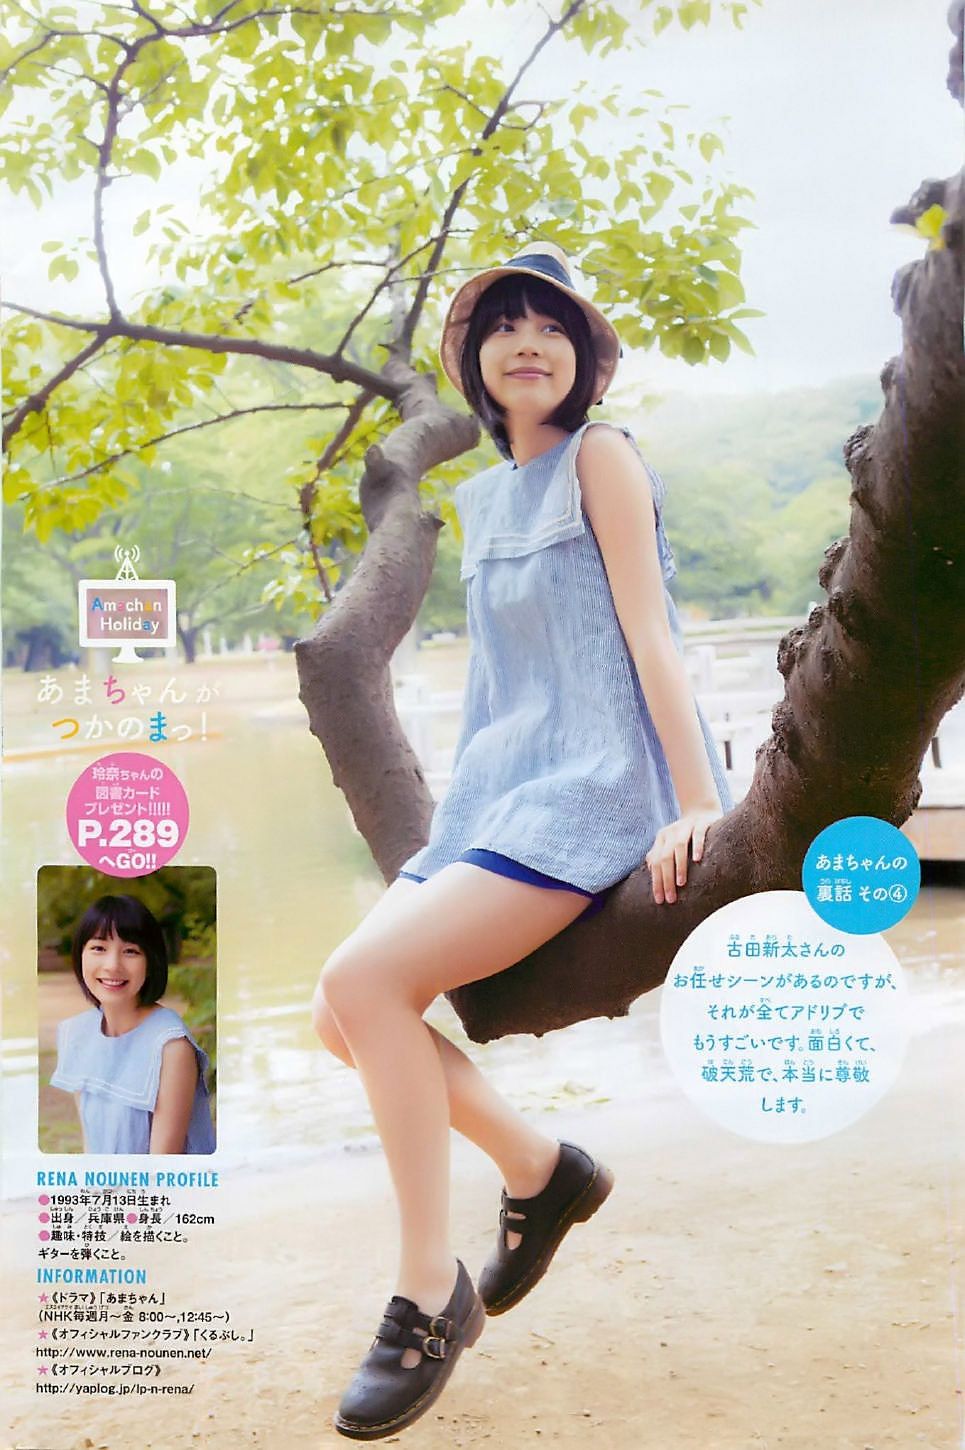 Amachan
Holiday
あまちゃんが
つかのまっ!
玲奈ちゃんの
図書カード
プレゼント!!!!!
P.289
へGO!!
RENA NOUNEN PROFILE
●1993年7月13日生まれ
●出身/兵庫県●身長/162cm
●趣味・特技/絵を描くこと。
ギターを弾くこと。
INFORMATION
★《ドラマ》「あまちゃん」
(NHK毎週月〜金 8:00〜,12:45〜)
★《オフィシャルファンクラブ》「くるぶし。」
http://www.rena-nounen.net/
★《オフィシャルブログ》
http://yaplog.jp/lp-n-rena/
あまちゃんの
裏話 その④
古田新太さんの
お任せシーンがあるのですが、
それが全てアドリブで
もうすごいです。面白くて、
破天荒で、本当に尊敬
します。